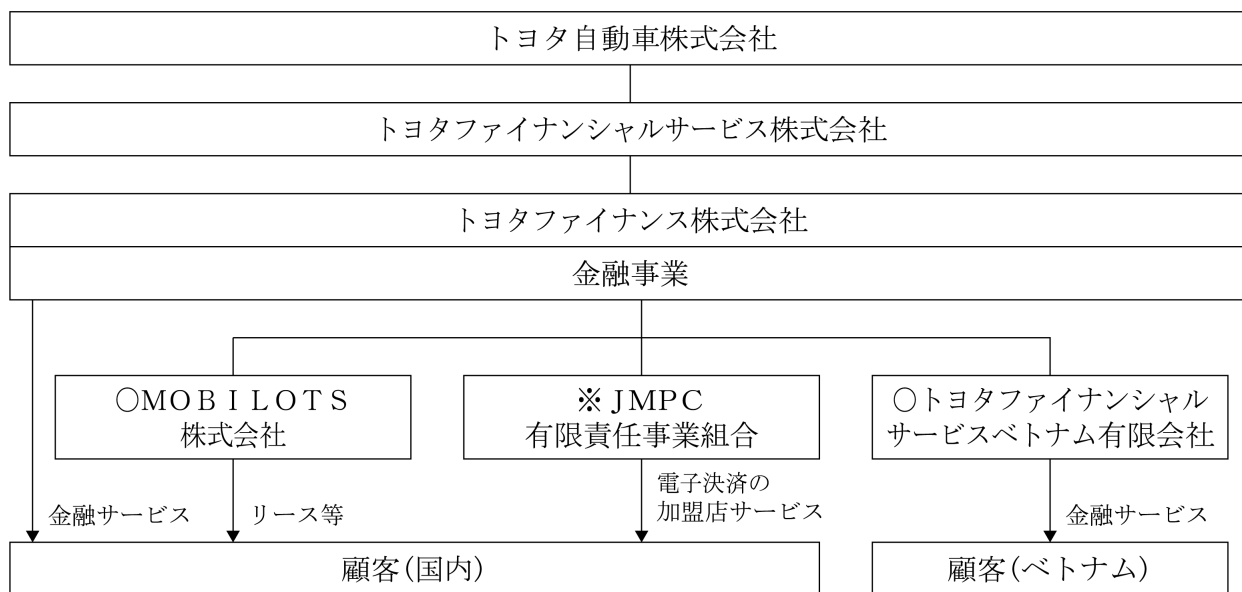 トヨタ自動車株式会社
トヨタファイナンシャルサービス株式会社
トヨタファイナンス株式会社
金融事業
○ＭＯＢＩＬＯＴＳ
株式会社
※ＪＭＰＣ
有限責任事業組合
○トヨタファイナンシャル
サービスベトナム有限会社
金融サービス
リース等
電子決済の
加盟店サービス
金融サービス
顧客(国内)
顧客(ベトナム)